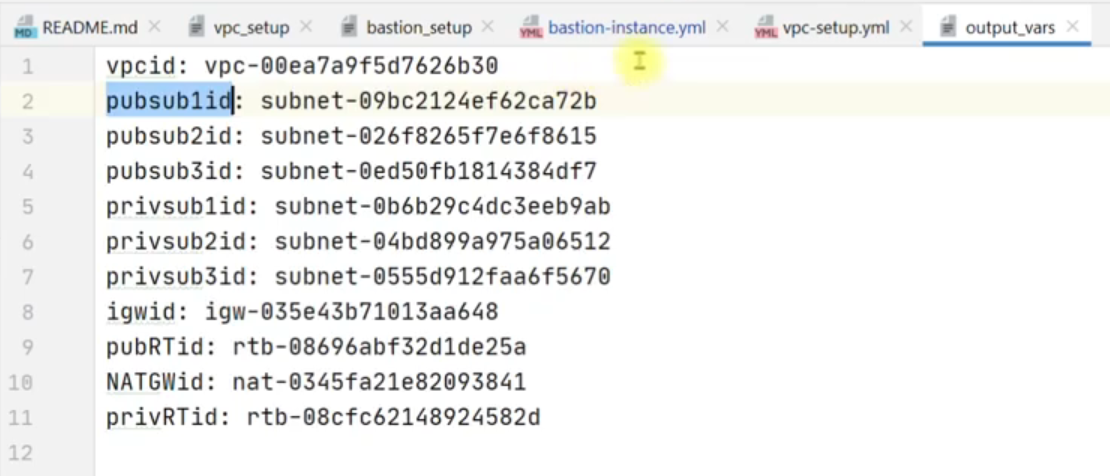 README.md vpc_setup bastion_setup bastion-instance.yml vpc-setup.yml output_vars
1 vpcid: vpc-00ea7a9f5d7626b30
2 pubsub1id: subnet-09bc2124ef62ca72b
3 pubsub2id: subnet-026f8265f7e6f8615
4 pubsub3id: subnet-0ed50fb1814384df7
5 privsub1id: subnet-0b6b29c4dc3eeb9ab
6 privsub2id: subnet-04bd899a975a06512
7 privsub3id: subnet-0555d912faa6f5670
8 igwid: igw-035e43b71013aa648
9 pubRTid: rtb-08696abf32d1de25a
10 NATGWid: nat-0345fa21e82093841
11 privRTid: rtb-08cfc62148924582d
12